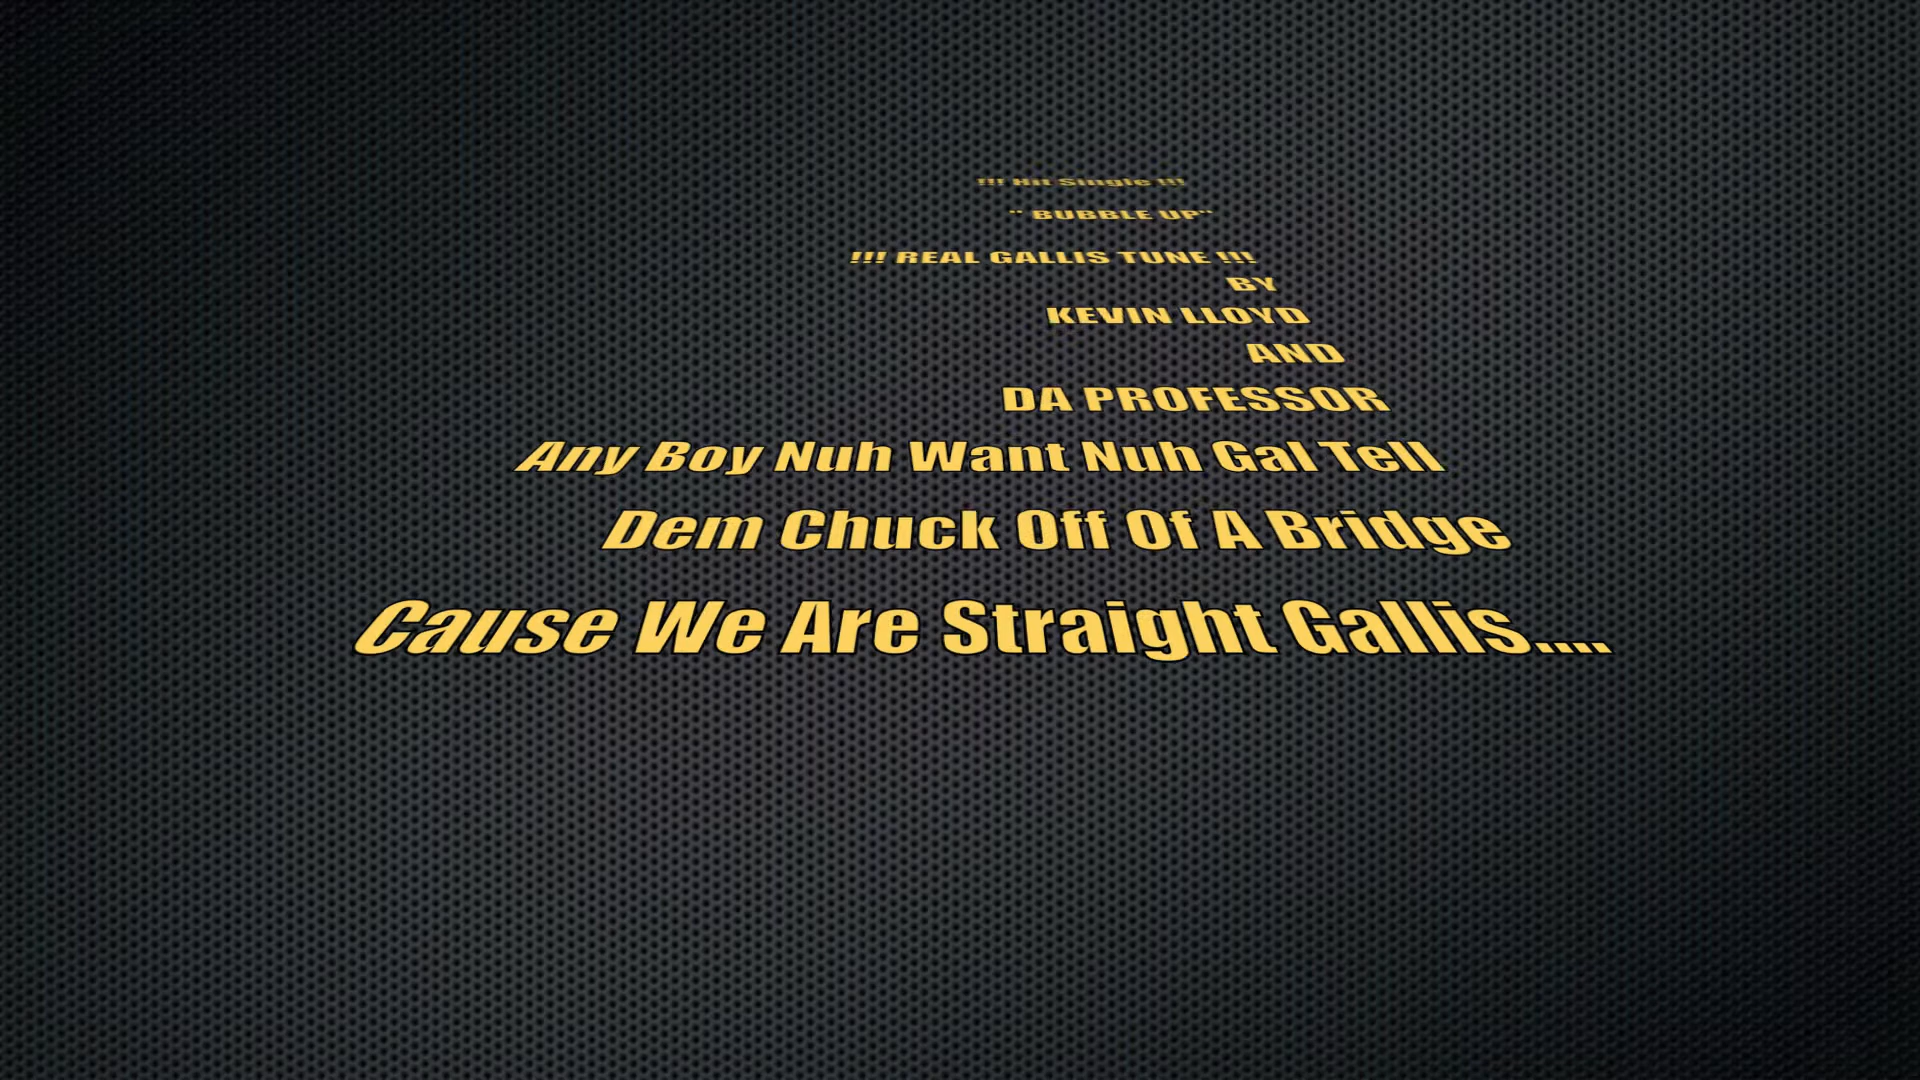 !!! Hit Single !!!
" BUBBLE UP"
!!! REAL GALLIS TUNE !!!
BY
KEVIN LLOYD
AND
DA PROFESSOR
Any Boy Nuh Want Nuh Gal Tell
Dem Chuck Off Of A Bridge
Cause We Are Straight Gallis....